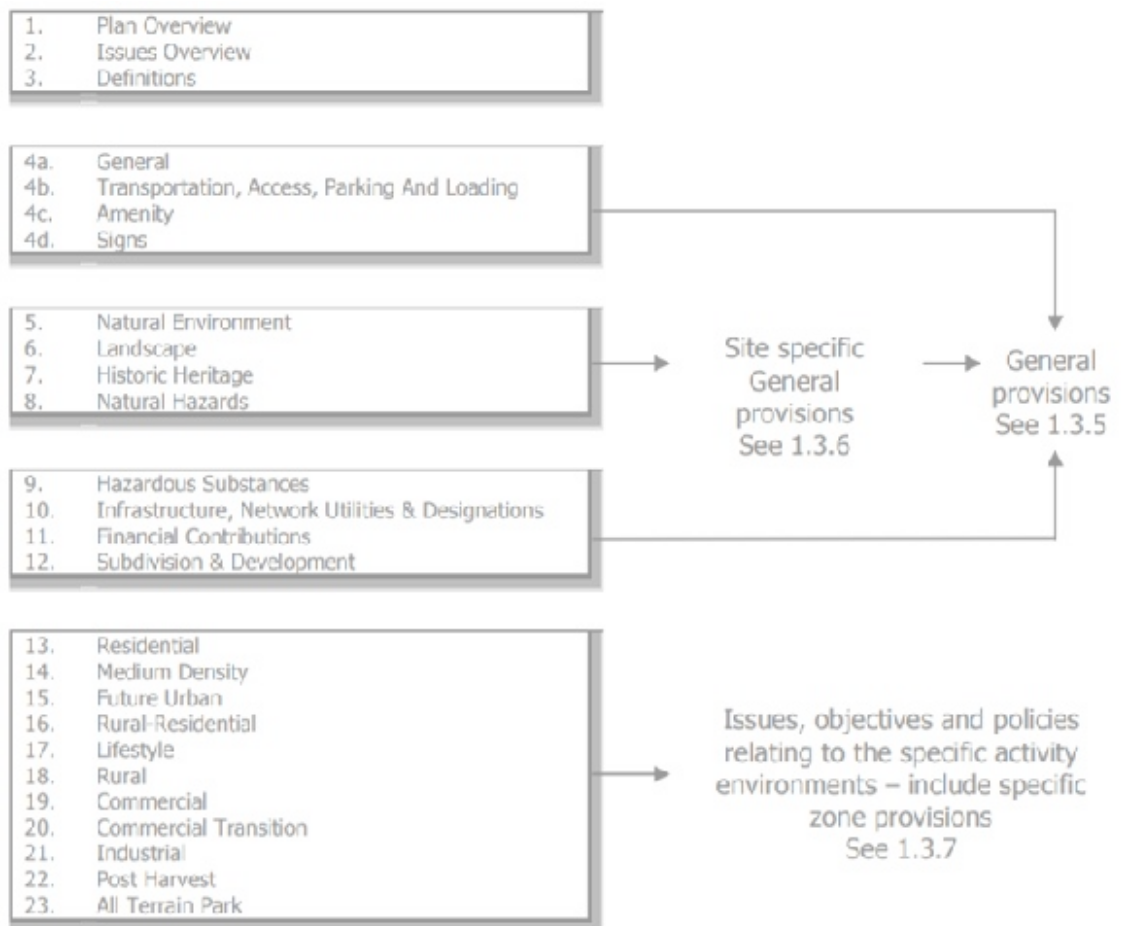 1. Plan Overview
2. Issues Overview
3. Definitions
4a. General
4b. Transportation, Access, Parking And Loading
4c. Amenity
4d. Signs
5. Natural Environment
6. Landscape
7. Historic Heritage
8. Natural Hazards
Site specific
General
provisions
See 1.3.6
General
provisions
See 1.3.5
9. Hazardous Substances
10. Infrastructure, Network Utilities & Designations
11. Financial Contributions
12. Subdivision & Development
13. Residential
14. Medium Density
15. Future Urban
16. Rural-Residential
17. Lifestyle
18. Rural
19. Commercial
20. Commercial Transition
21. Industrial
22. Post Harvest
23. All Terrain Park
Issues, objectives and policies
relating to the specific activity
environments – include specific
zone provisions
See 1.3.7